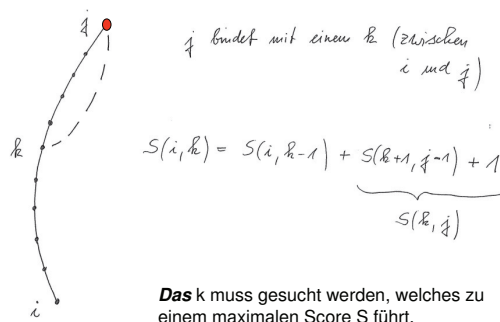 j
j bindet mit einem k (zwischen
i und j)
k
S(i,k) = S(i,k-1) + S(k+1,j-1) + 1
S(k,j)
i
Das k muss gesucht werden, welches zu
einem maximalen Score S führt.